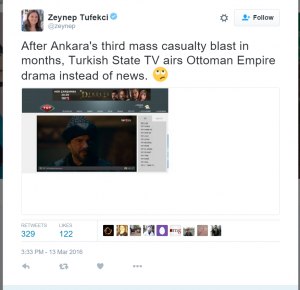 Zeynep Tufekci
@zeynep
Follow
After Ankara's third mass casualty blast in
months, Turkish State TV airs Ottoman Empire
drama instead of news.
RETWEETS LIKES
329 122
3:33 PM - 13 Mar 2016